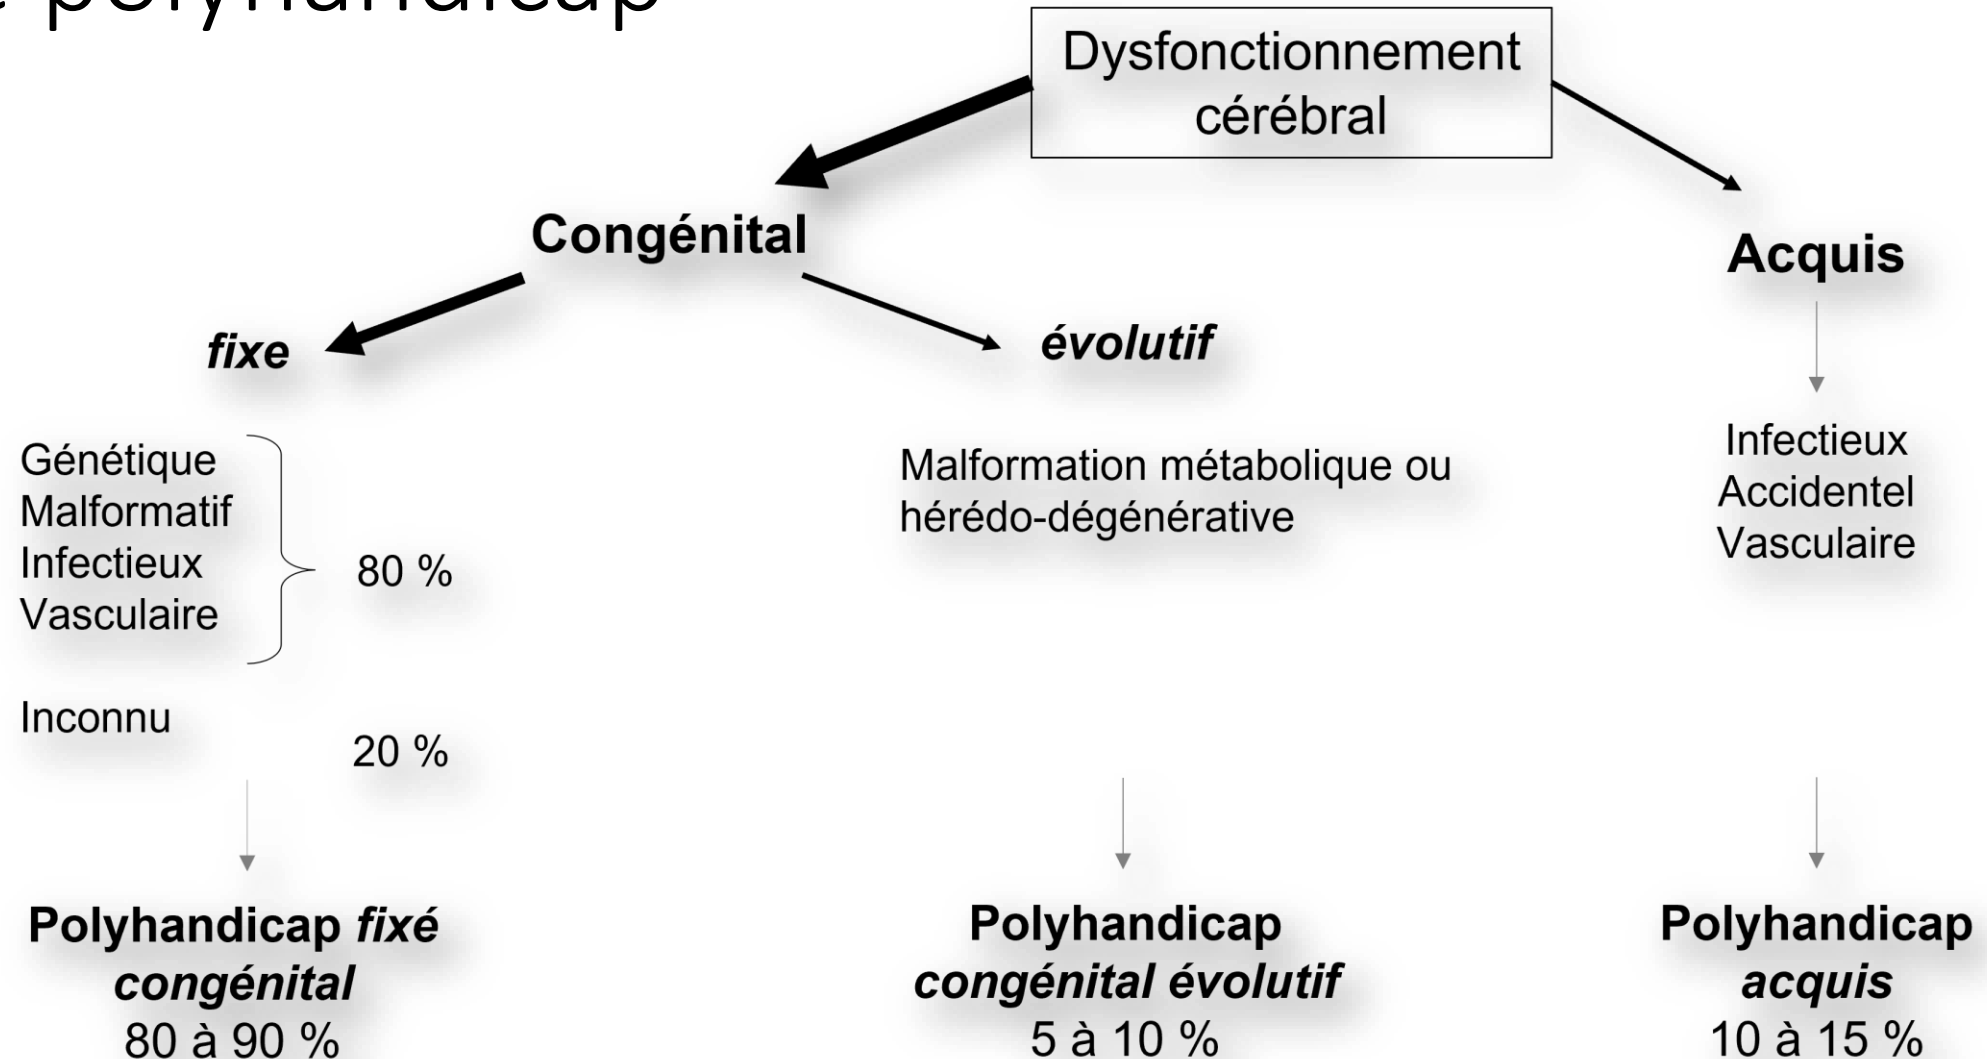 polyhandicap
Dysfonctionnement
cérébral
Congénital
Acquis
fixe
évolutif
Génétique
Malformatif
Infectieux
Vasculaire
80 %
Inconnu
20 %
Malformation métabolique ou
hérédo-dégénérative
Infectieux
Accidentel
Vasculaire
Polyhandicap fixé
congénital
80 à 90 %
Polyhandicap
congénital évolutif
5 à 10 %
Polyhandicap
acquis
10 à 15 %